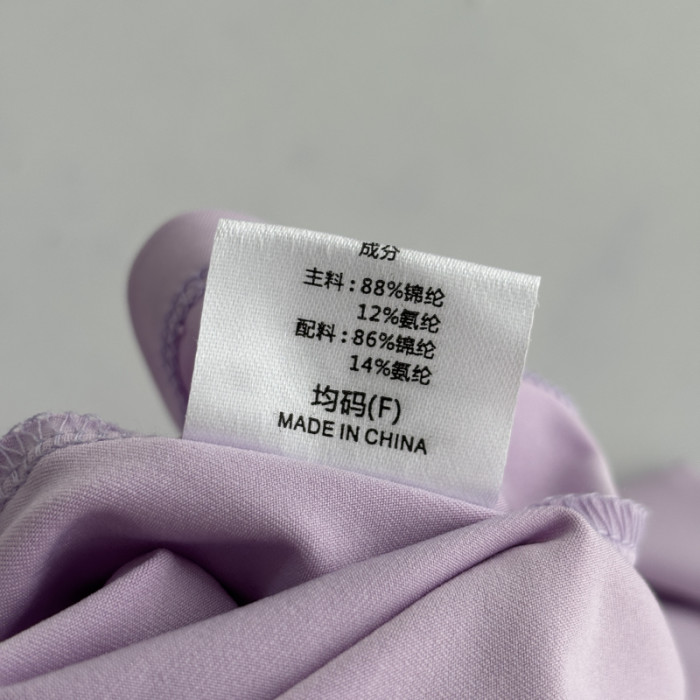 成分
主料:88%锦纶
12%氨纶
配料:86%锦纶
14%氨纶
均码(F)
MADE IN CHINA